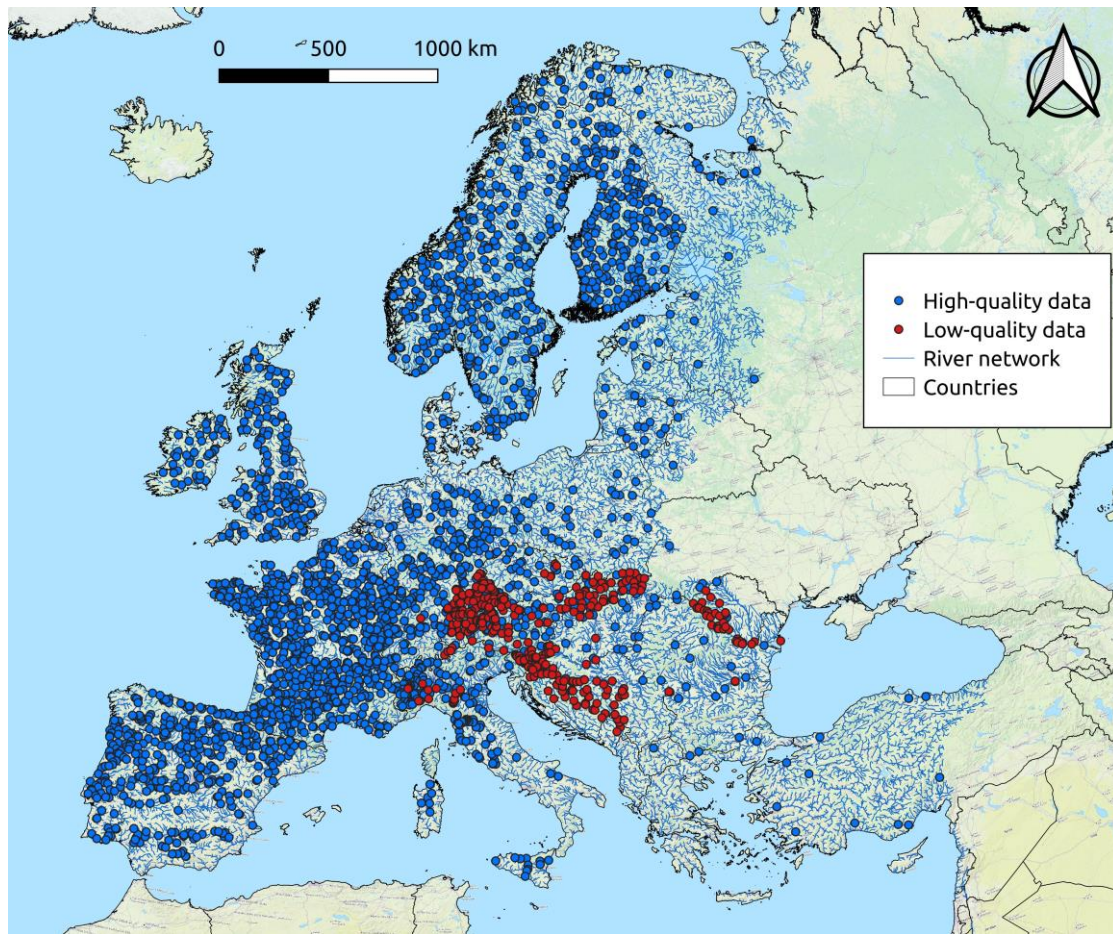 0 500 1000 km
High-quality data
Low-quality data
River network
Countries